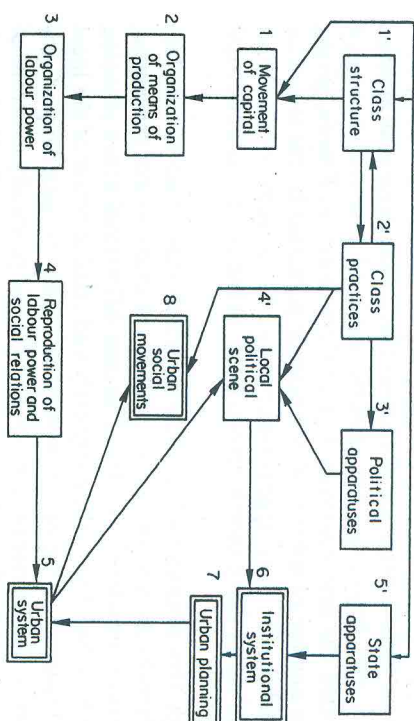 1'
Class
structure
2'
Class
practices
3'
Political apparatuses
5'
State
apparatuses
1
Movement
of capital
4'
Local
political
scene
6
Institutional
system
2
Organization
of means of
production
8
Urban
social
movements
7
Urban planning
3
Organization of
labour power
4
Reproduction of
labour power and
social relations
5
Urban
system